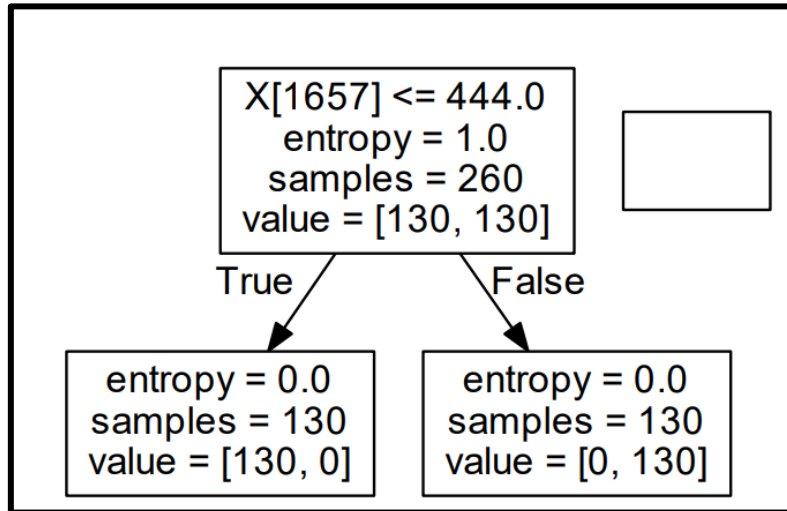 X[1657] <= 444.0
entropy = 1.0
samples = 260
value = [130, 130]
True
False
entropy = 0.0
samples = 130
value = [130, 0]
entropy = 0.0
samples = 130
value = [0, 130]